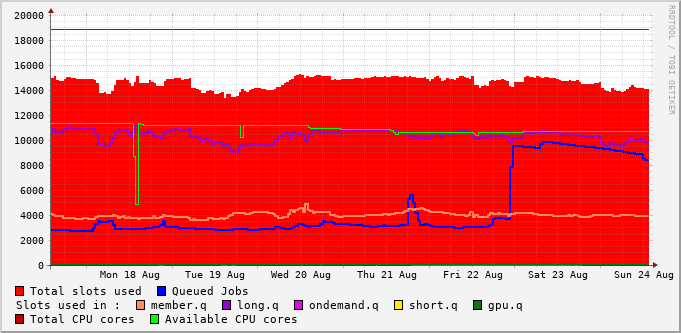 20000
18000
16000
14000
12000
10000
8000
6000
4000
2000
0
Mon 18 Aug Tue 19 Aug Wed 20 Aug Thu 21 Aug Fri 22 Aug Sat 23 Aug Sun 24 Aug
Total slots used Queued Jobs
Slots used in : member.q long.q ondemand.q short.q gpu.q
Total CPU cores Available CPU cores
RRDTOOL / TOBI OETIKER